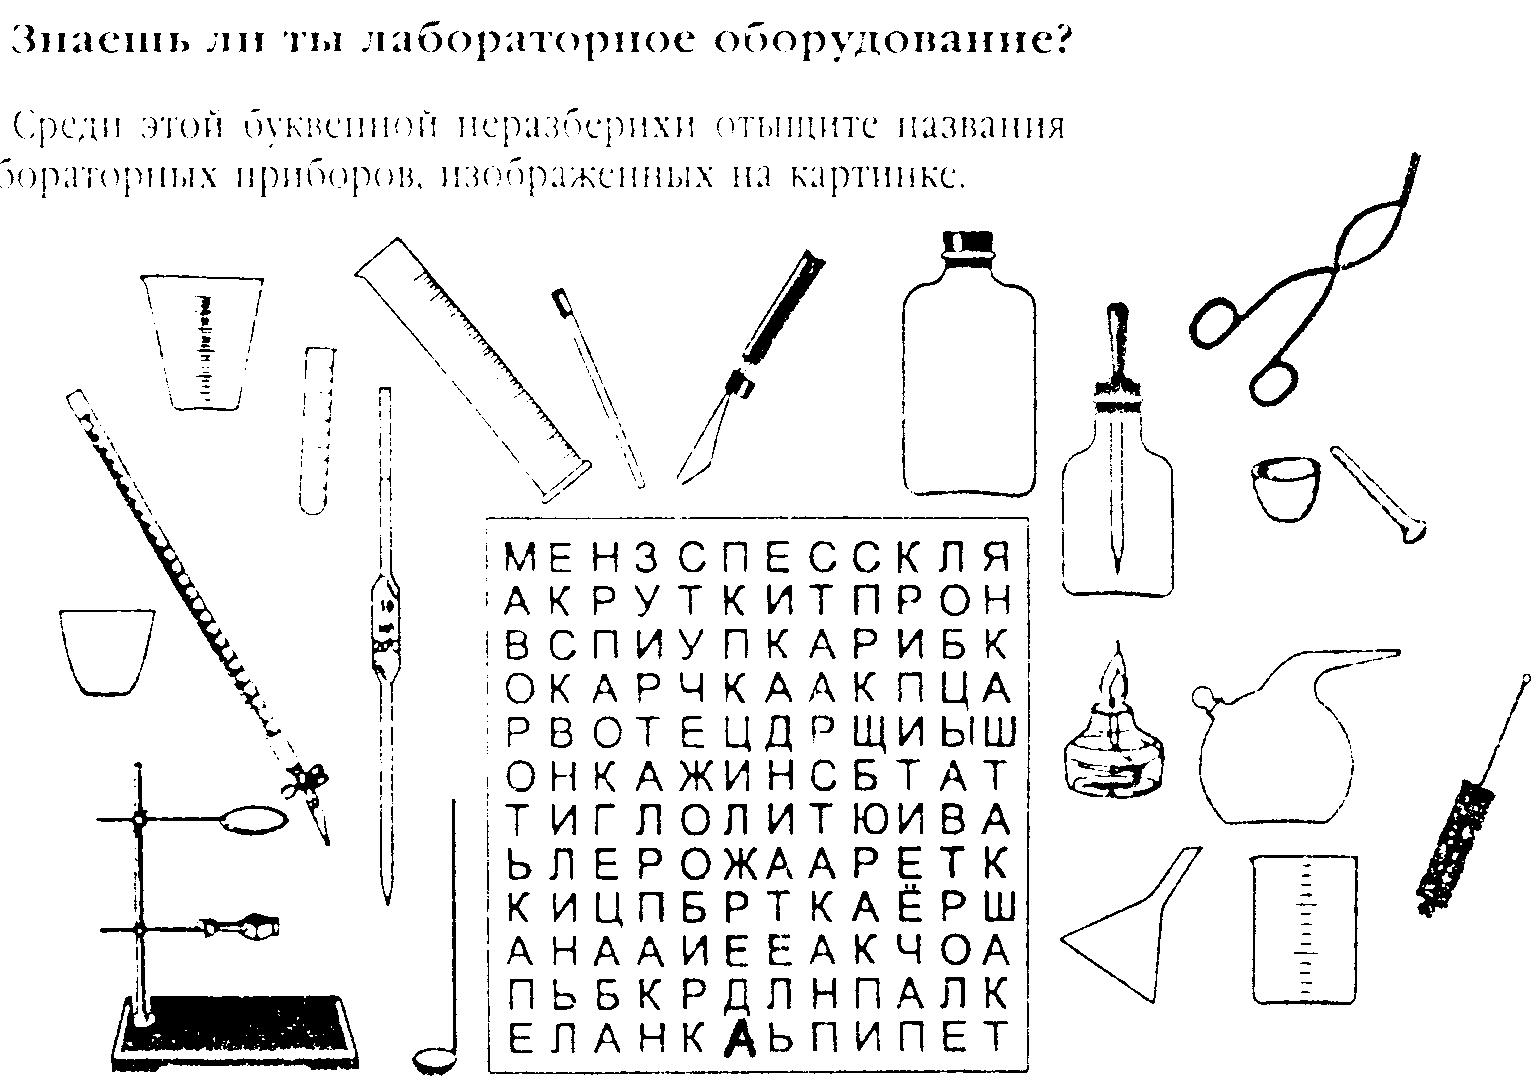 Знаешь ли ты лабораторное оборудование?
Среди этой буквенной неразберихи отыщите названия
бораторных приборов, изображенных на картинке.
М Е Н З С П Е С С К Л Я
А К Р У Т К И Т П Р О Н
В С П И У П К А Р И Б К
О К А Р Ч К А А К П Ц А
Р В О Т Е Ц Д Р Щ И Ы Ш
О Н К А Ж И Н С Б Т А Т
Т И Г Л О Л И Т Ю И В А
Ь Л Е Р О Ж А А Р Е Т К
К И Ц П Б Р Т К А Ё Р Ш
А Н А А И Е Е А К Ч О А
П Ь Б К Р Д Л Н П А Л К
Е Л А Н К А Ь П И П Е Т